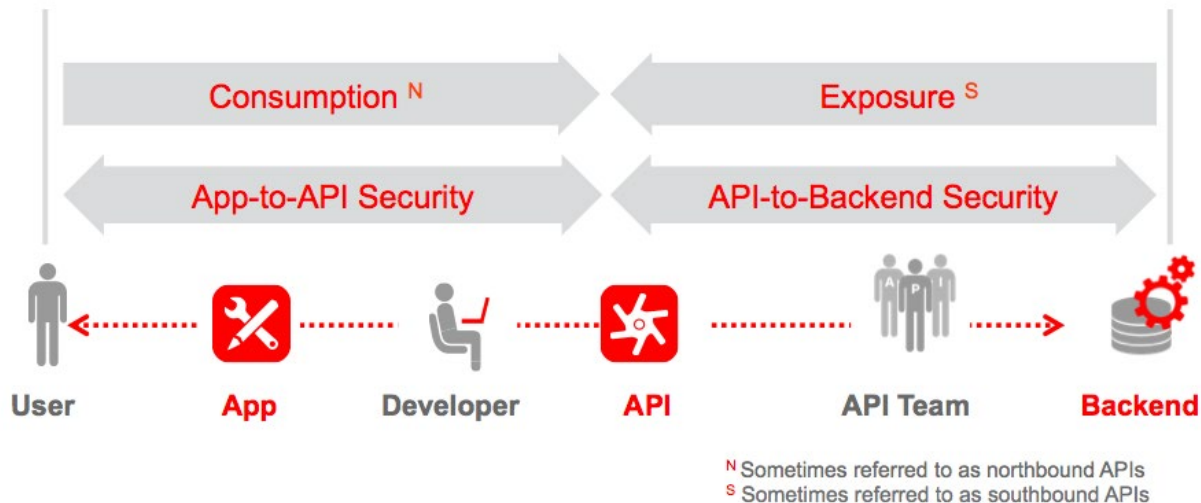 Consumption N
Exposure S
App-to-API Security
API-to-Backend Security
A P I
User
App
Developer
API
API Team
Backend
N Sometimes referred to as northbound APIs
S Sometimes referred to as southbound APIs